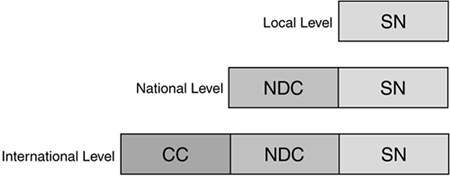 Local Level SN
National Level NDC SN
International Level CC NDC SN